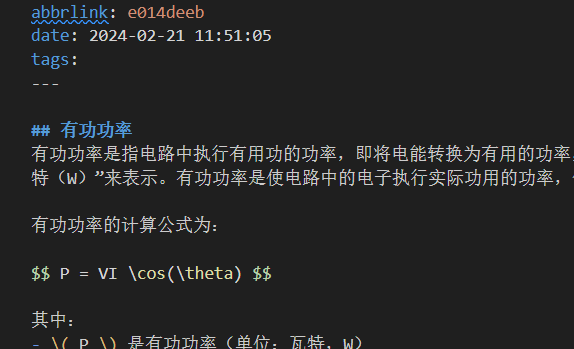 abbrlink: e014deeb
date: 2024-02-21 11:51:05
tags:
---
## 有功功率
有功功率是指电路中执行有用功的功率，即将电能转换为有用的功率
特（W）”来表示。有功功率是使电路中的电子执行实际功用的功率，
有功功率的计算公式为：
$$ P = VI \cos(\theta) $$
其中：
- \( P \) 是有功功率（单位：瓦特，W）